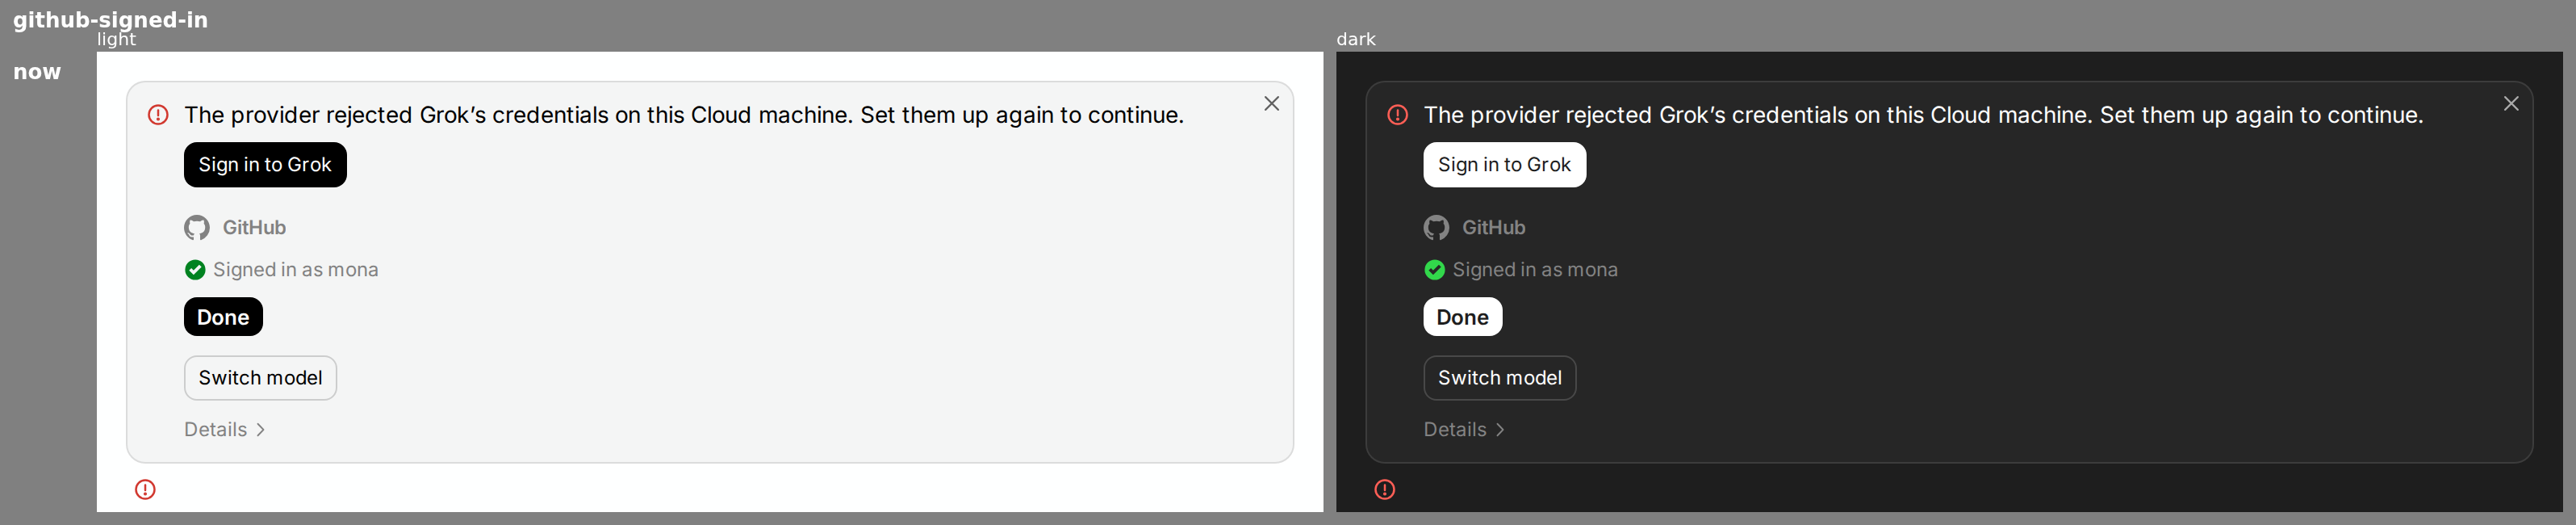 github-signed-in
light
dark
now
The provider rejected Grok’s credentials on this Cloud machine. Set them up again to continue.
Sign in to Grok
GitHub
Signed in as mona
Done
Switch model
Details
The provider rejected Grok’s credentials on this Cloud machine. Set them up again to continue.
Sign in to Grok
GitHub
Signed in as mona
Done
Switch model
Details